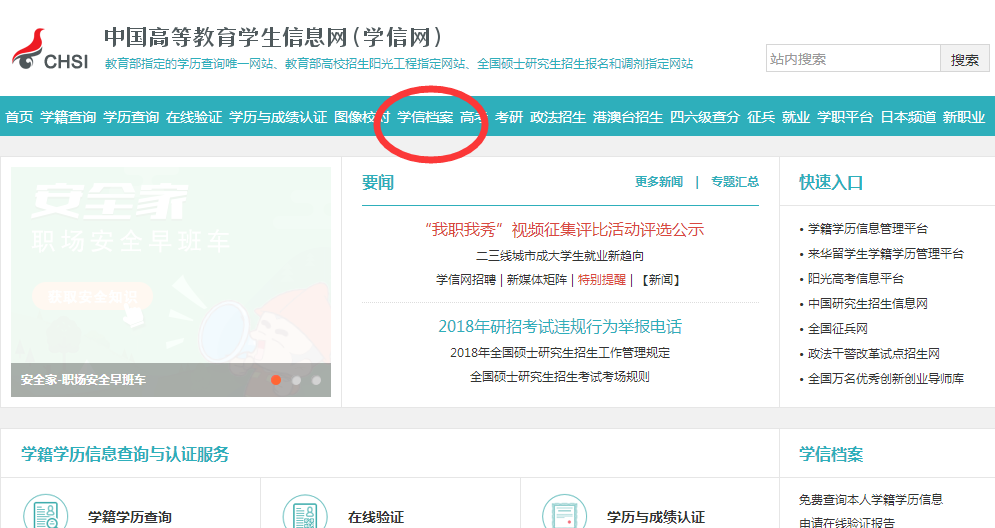 CHSI
中国高等教育学生信息网(学信网)
教育部指定的学历查询唯一网站、教育部高校招生阳光工程指定网站、全国硕士研究生招生报名和调剂指定网站
站内搜索 搜索
首页 学籍查询 学历查询 在线验证 学历与成绩认证 图像校对 学信档案 高考 考研 政法招生 港澳台招生 四六级查分 征兵 就业 学职平台 日本频道 新职业
安全家
职场安全早班车
获取安全知识
安全家-职场安全早班车
要闻 更多新闻 | 专题汇总
“我职我秀”视频征集评比活动评选公示
二三线城市成大学生就业新趋向
学信网招聘 | 新媒体矩阵 | 特别提醒 | 【新闻】
2018年研招考试违规行为举报电话
2018年全国硕士研究生招生工作管理规定
全国硕士研究生招生考试考场规则
快速入口
• 学籍学历信息管理平台
• 来华留学生学籍学历管理平台
• 阳光高考信息平台
• 中国研究生招生信息网
• 全国征兵网
• 政法干警改革试点招生网
• 全国万名优秀创新创业导师库
学籍学历信息查询与认证服务
学籍学历查询
在线验证
学历与成绩认证
学信档案
免费查询本人学籍学历信息
申请在线验证报告